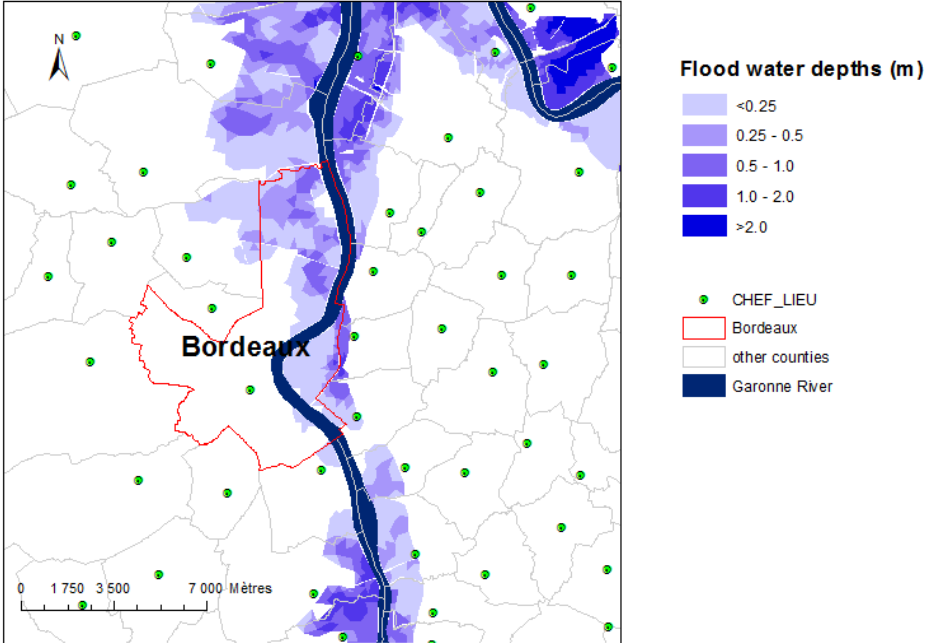 N
Bordeaux
0 1 750 3 500 7 000 Mètres
Flood water depths (m)
<0.25
0.25 - 0.5
0.5 - 1.0
1.0 - 2.0
>2.0
CHEF_LIEU
Bordeaux
other counties
Garonne River